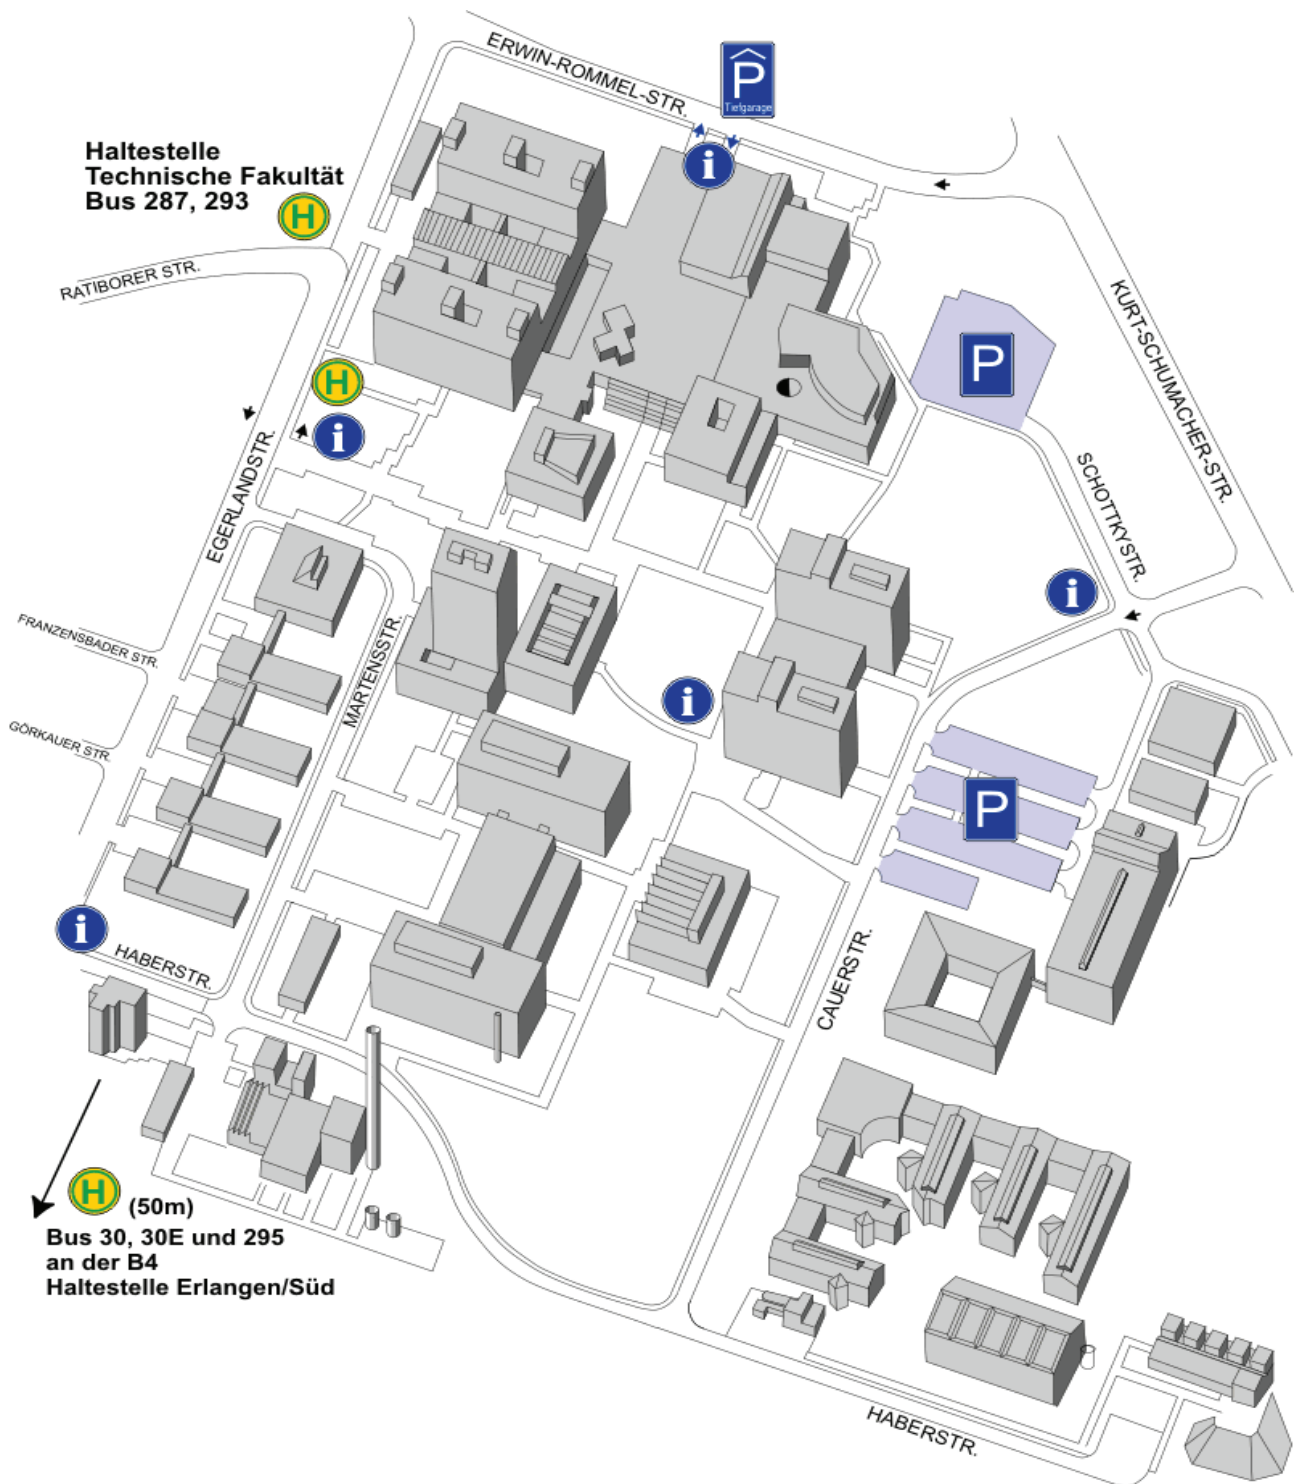 ERWIN-ROMMEL-STR.
P
Tiefgarage
i
Haltestelle
Technische Fakultät
Bus 287, 293
H
RATIBORER STR.
KURT-SCHUMACHER-STR.
P
H
i
EGERLANDSTR.
SCHOTTKYSTR.
i
FRANZENSBADER STR.
MARTENSSTR.
i
GÖRKAUER STR.
P
i
HABERSTR.
CAUERSTR.
H (50m)
Bus 30, 30E und 295
an der B4
Haltestelle Erlangen/Süd
HABERSTR.